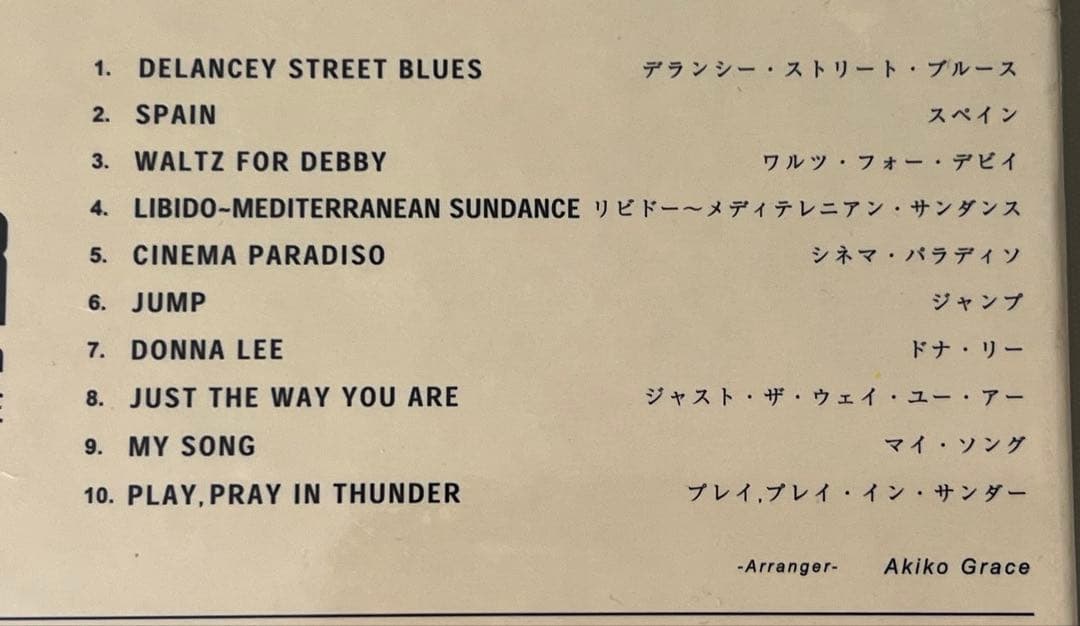 1. DELANCEY STREET BLUES デランシー・ストリート・ブルース
2. SPAIN スペイン
3. WALTZ FOR DEBBY ワルツ・フォー・デビイ
4. LIBIDO~MEDITERRANEAN SUNDANCE リビドー～メディテレニアン・サンダンス
5. CINEMA PARADISO シネマ・パラディソ
6. JUMP ジャンプ
7. DONNA LEE ドナ・リー
8. JUST THE WAY YOU ARE ジャスト・ザ・ウェイ・ユー・アー
9. MY SONG マイ・ソング
10. PLAY,PRAY IN THUNDER プレイ,プレイ・イン・サンダー
-Arranger- Akiko Grace